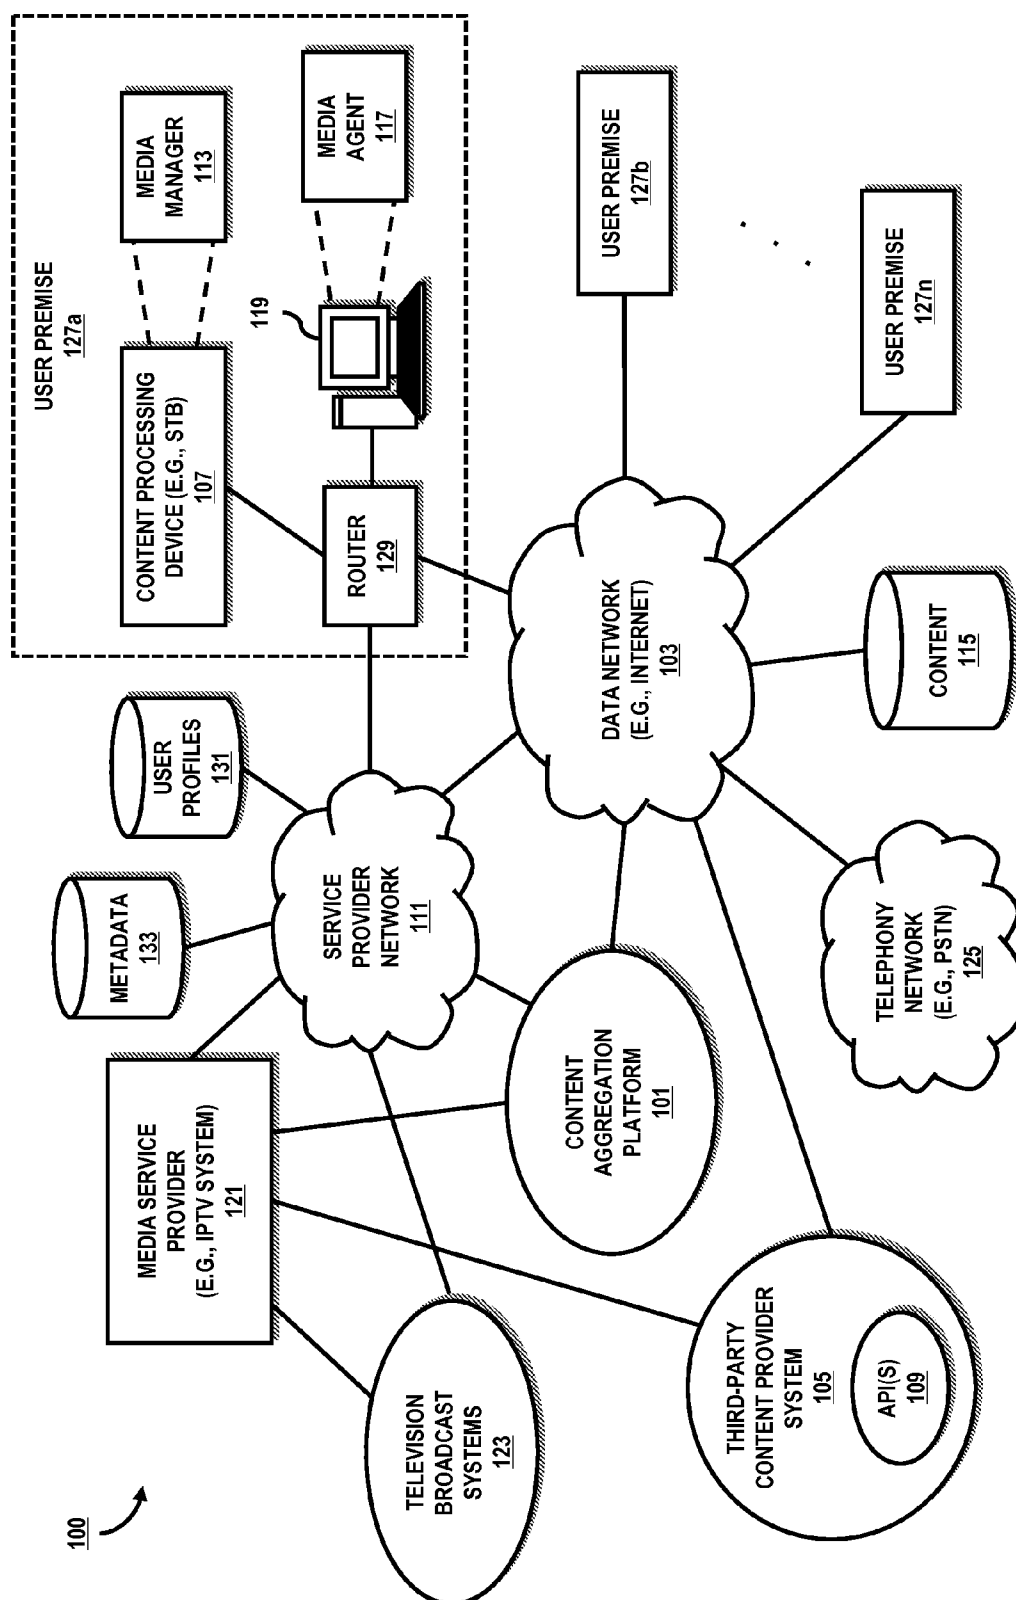 100
MEDIA SERVICE
PROVIDER
(E.G., IPTV SYSTEM)
121
METADATA
133
USER
PROFILES
131
USER PREMISE
127a
CONTENT PROCESSING
DEVICE (E.G., STB)
107
MEDIA
MANAGER
113
ROUTER
129
119
MEDIA
AGENT
117
SERVICE
PROVIDER
NETWORK
111
TELEVISION
BROADCAST
SYSTEMS
123
CONTENT
AGGREGATION
PLATFORM
101
DATA NETWORK
(E.G., INTERNET)
103
USER PREMISE
127b
. . .
USER PREMISE
127n
THIRD-PARTY
CONTENT PROVIDER
SYSTEM
105
API(S)
109
TELEPHONY
NETWORK
(E.G., PSTN)
125
CONTENT
115